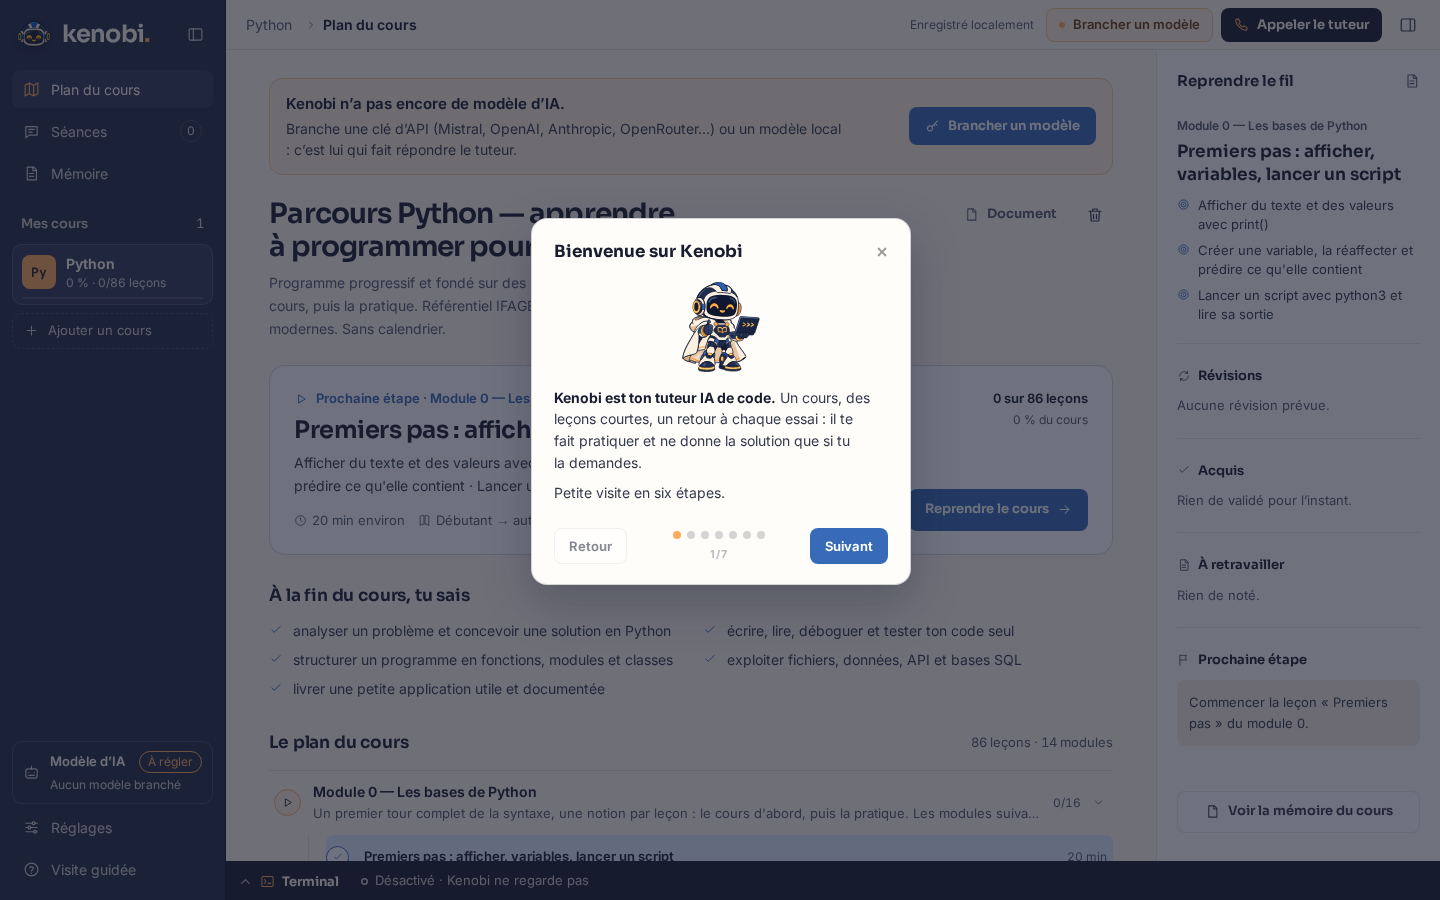 kenobi.
Plan du cours
Séances
0
Mémoire
Mes cours
1
Py
Python
0 % · 0/86 leçons
Ajouter un cours
Modèle d'IA
À régler
Aucun modèle branché
Réglages
Visite guidée
Python
Plan du cours
Enregistré localement
Brancher un modèle
Appeler le tuteur
Kenobi n’a pas encore de modèle d’IA.
Branche une clé d’API (Mistral, OpenAI, Anthropic, OpenRouter…) ou un modèle local
: c’est lui qui fait répondre le tuteur.
Brancher un modèle
Parcours Python — apprendre
à programmer pour
Document
Programme progressif et fondé sur des
cours, puis la pratique. Référentiel IFAGE
modernes. Sans calendrier.
Prochaine étape · Module 0 — Les
Premiers pas : affich
Afficher du texte et des valeurs avec
prédire ce qu'elle contient · Lancer
20 min environ
Débutant → aut
0 sur 86 leçons
0 % du cours
Reprendre le cours →
Bienvenue sur Kenobi
×
Kenobi est ton tuteur IA de code. Un cours, des
leçons courtes, un retour à chaque essai : il te
fait pratiquer et ne donne la solution que si tu
la demandes.
Petite visite en six étapes.
Retour
1/7
Suivant
À la fin du cours, tu sais
analyser un problème et concevoir une solution en Python
écrire, lire, déboguer et tester ton code seul
structurer un programme en fonctions, modules et classes
exploiter fichiers, données, API et bases SQL
livrer une petite application utile et documentée
Le plan du cours
86 leçons · 14 modules
Module 0 — Les bases de Python
Un premier tour complet de la syntaxe, une notion par leçon : le cours d'abord, puis la pratique. Les modules suiva…
0/16
Premiers pas : afficher, variables, lancer un script
20 min
Terminal
Désactivé · Kenobi ne regarde pas
Reprendre le fil
Module 0 — Les bases de Python
Premiers pas : afficher,
variables, lancer un script
Afficher du texte et des valeurs
avec print()
Créer une variable, la réaffecter et
prédire ce qu'elle contient
Lancer un script avec python3 et
lire sa sortie
Révisions
Aucune révision prévue.
Acquis
Rien de validé pour l’instant.
À retravailler
Rien de noté.
Prochaine étape
Commencer la leçon « Premiers
pas » du module 0.
Voir la mémoire du cours